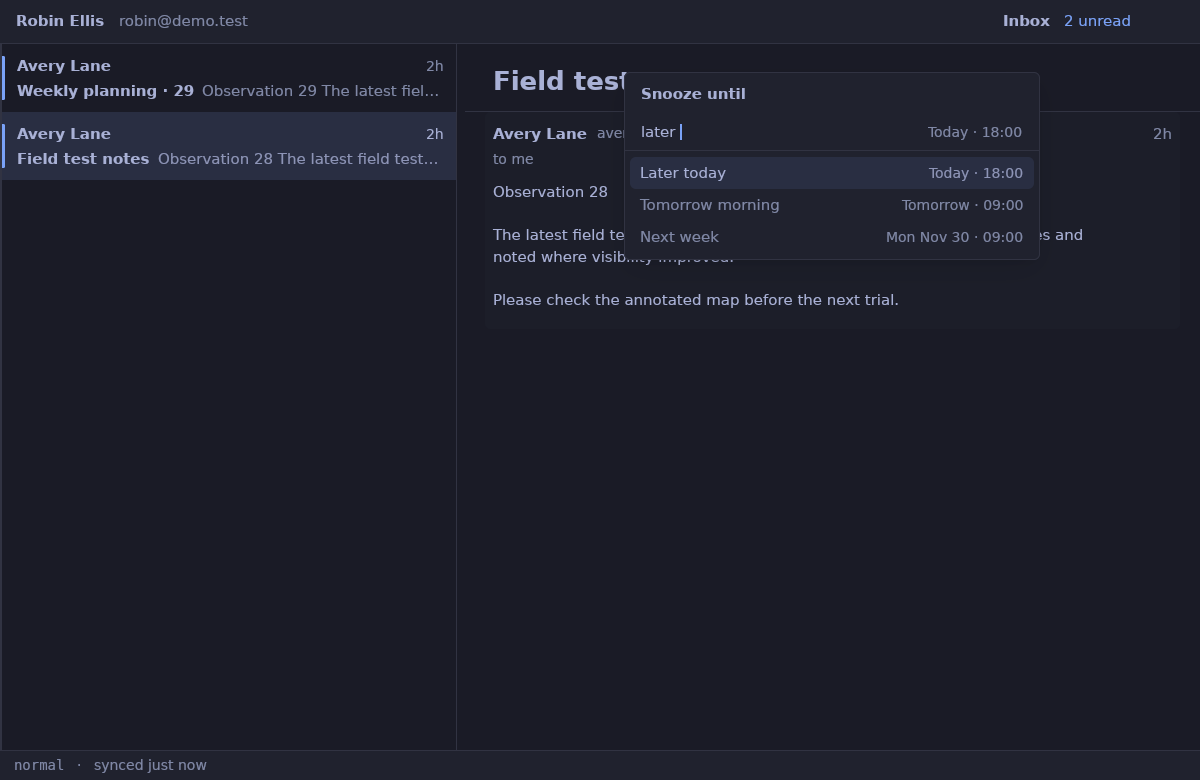 Robin Ellis robin@demo.test
Inbox 2 unread
Avery Lane 2h
Weekly planning · 29 Observation 29 The latest fiel…
Avery Lane 2h
Field test notes Observation 28 The latest field test…
Field test
Avery Lane aver 2h
to me
Observation 28
The latest field te s and
noted where visibility improved.
Please check the annotated map before the next trial.
Snooze until
later Today · 18:00
Later today Today · 18:00
Tomorrow morning Tomorrow · 09:00
Next week Mon Nov 30 · 09:00
normal · synced just now